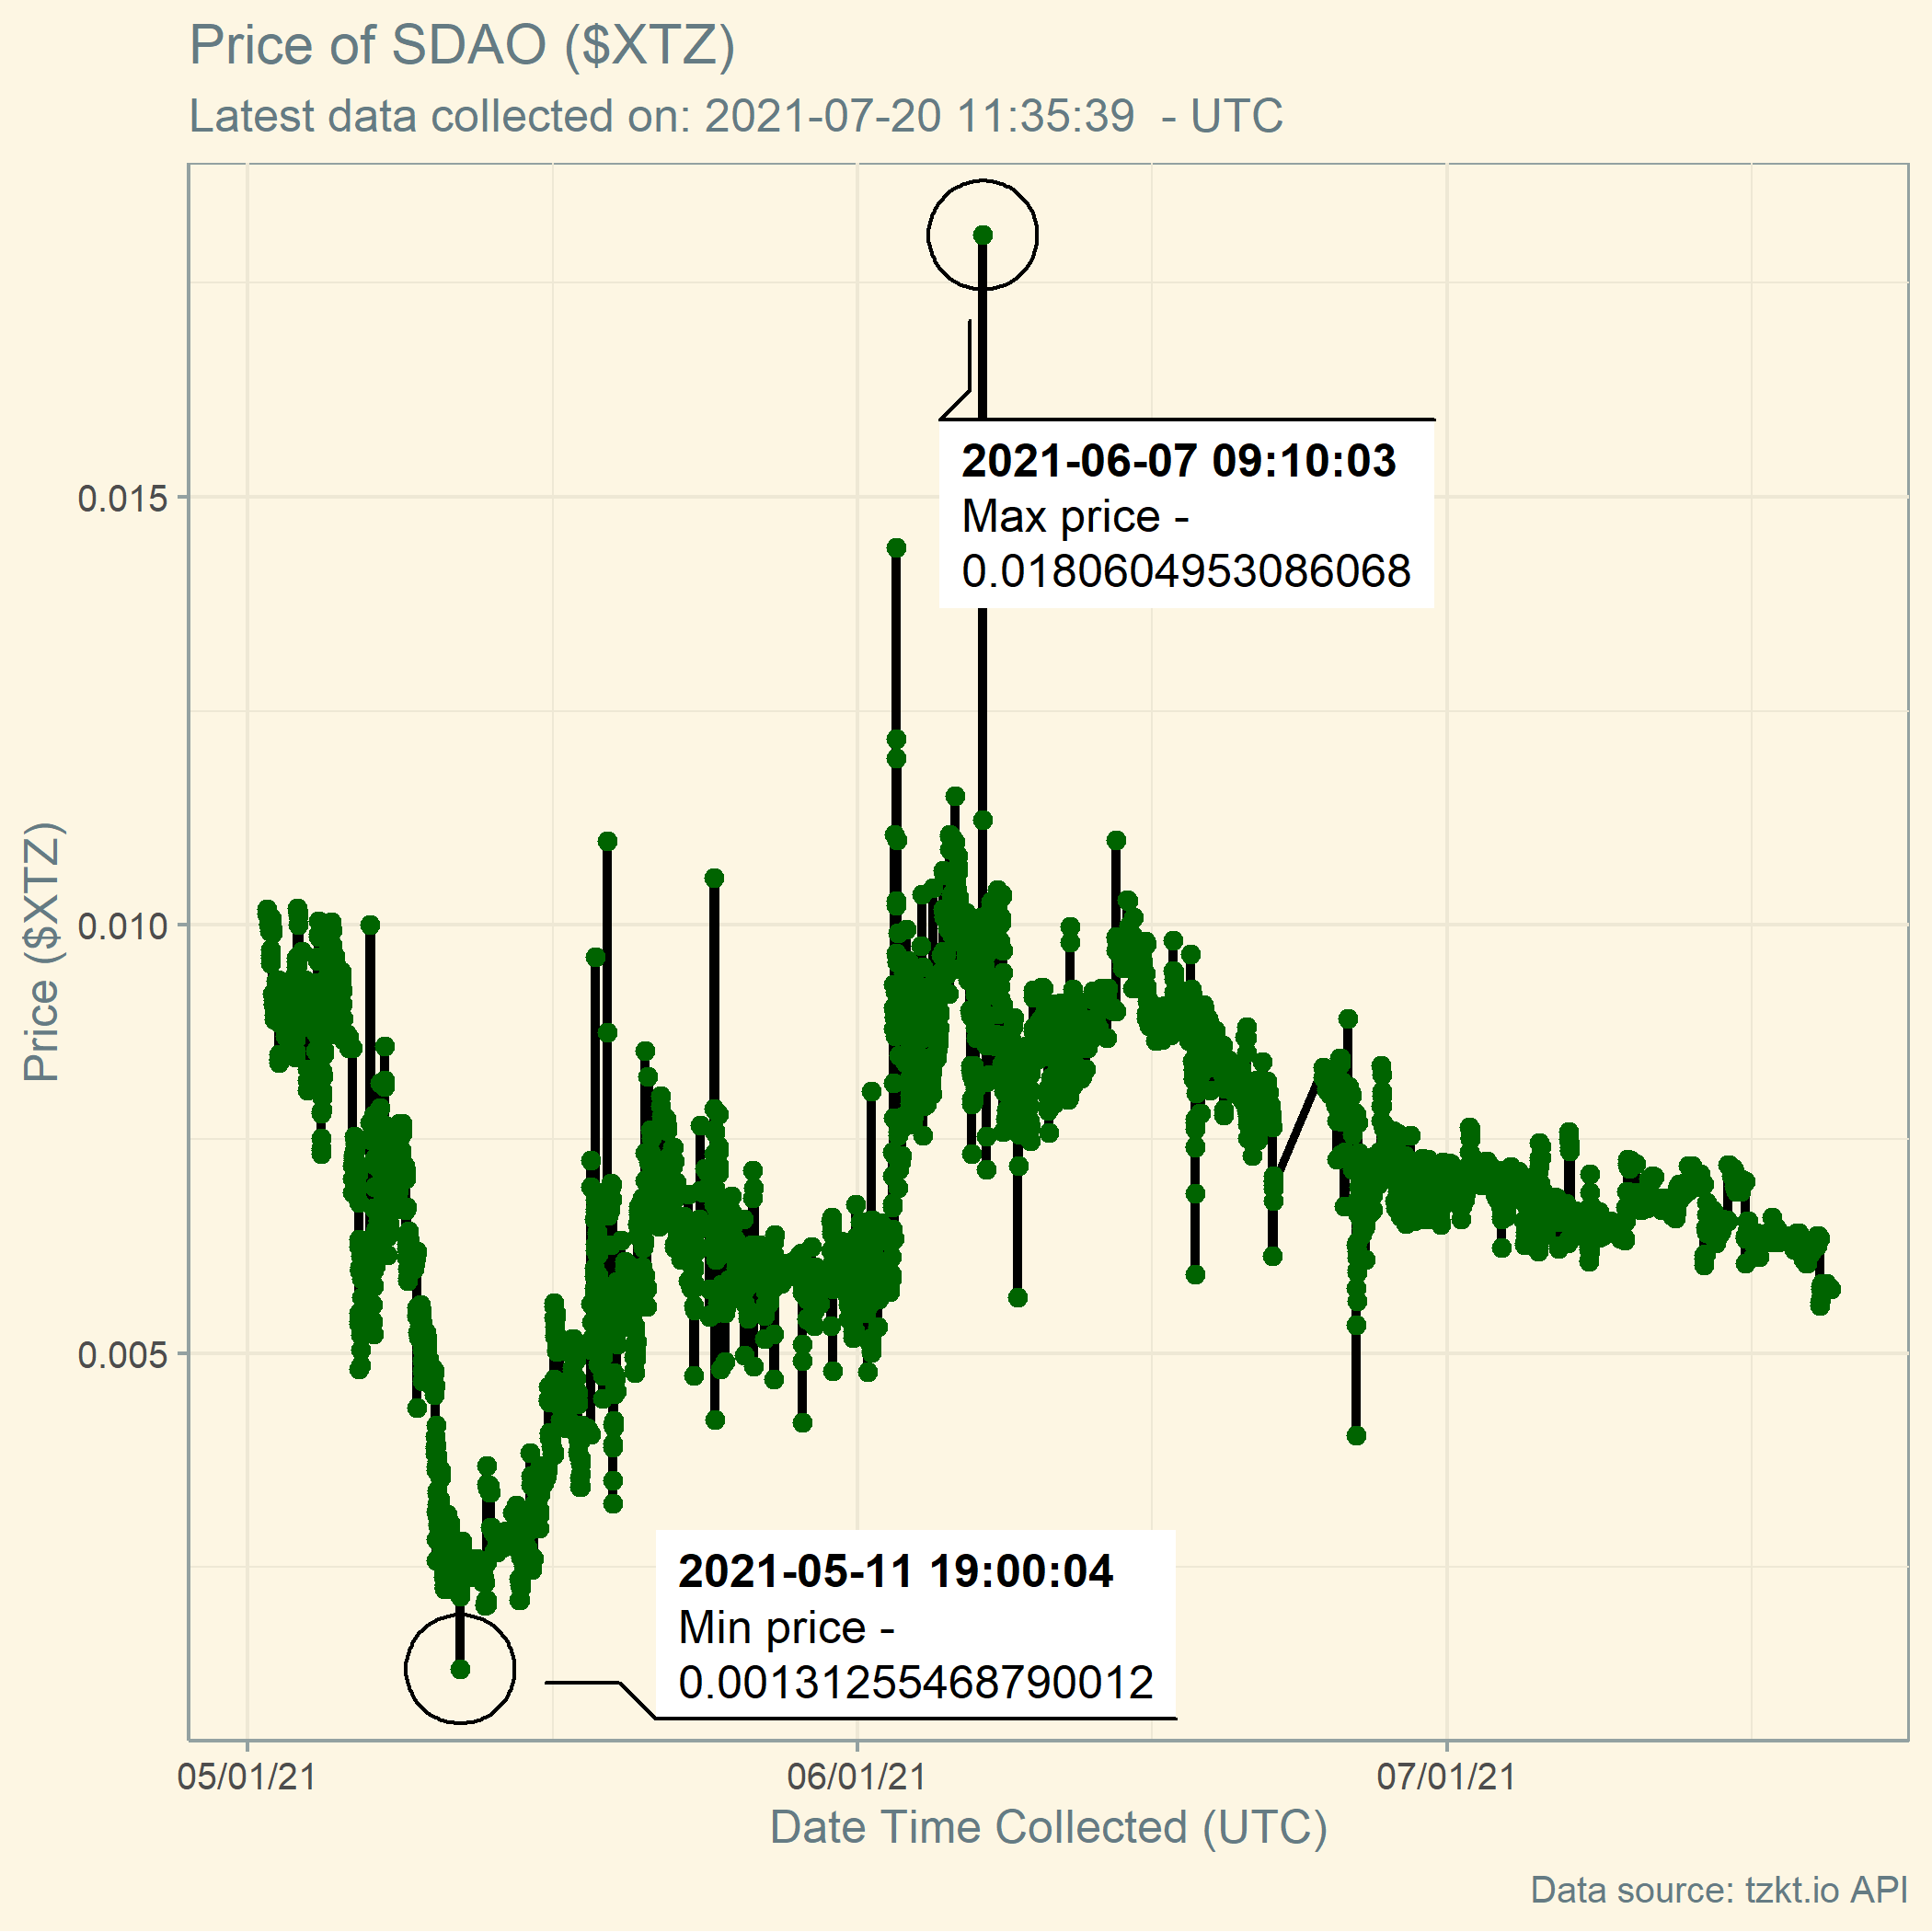 Price of SDAO ($XTZ)
Latest data collected on: 2021-07-20 11:35:39  - UTC
2021-06-07 09:10:03
Max price -
0.0180604953086068
0.015
0.010
0.005
Price ($XTZ)
2021-05-11 19:00:04
Min price -
0.00131255468790012
05/01/21
06/01/21
07/01/21
Date Time Collected (UTC)
Data source: tzkt.io API